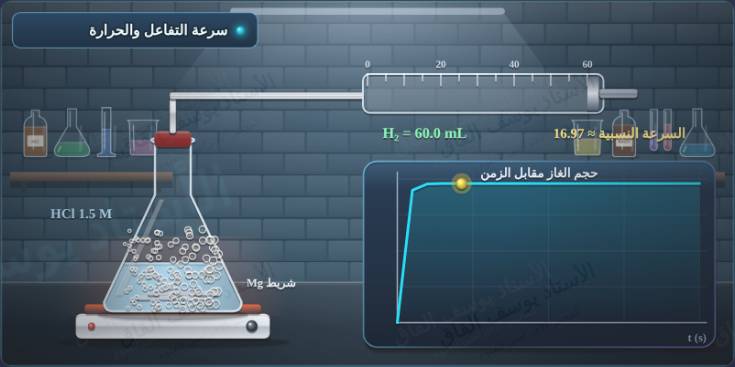 سرعة التفاعل والحرارة
0 20 40 60
H₂ = 60.0 mL
السرعة النسبية ≈ 16.97
حجم الغاز مقابل الزمن
HCl 1.5 M
شريط Mg
t (s)